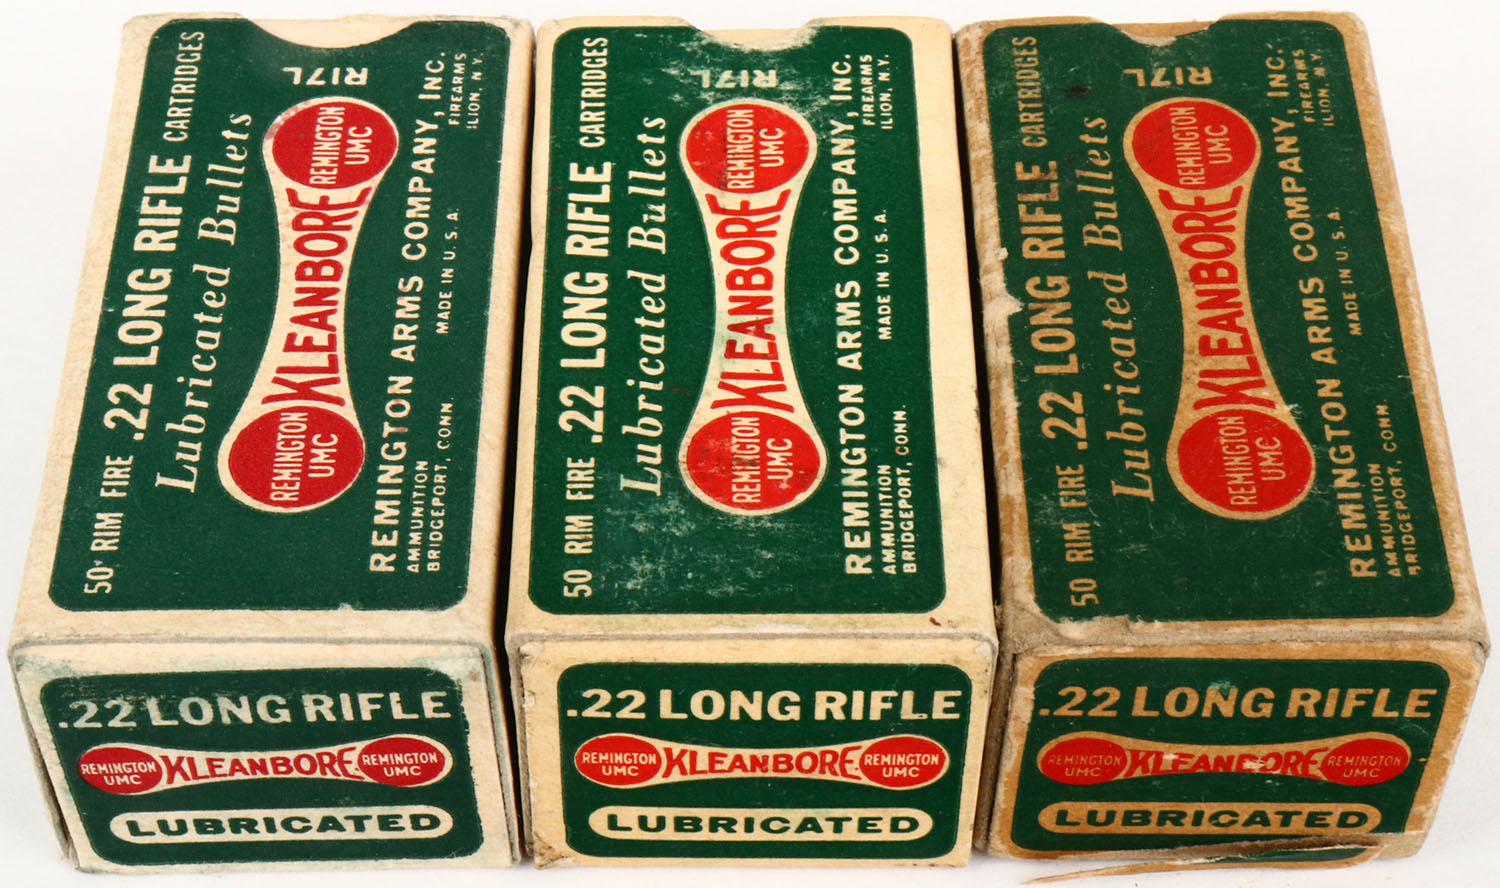 50 RIM FIRE .22 LONG RIFLE CARTRIDGES
Lubricated Bullets
R17L
REMINGTON
UMC
KLEANBORE
REMINGTON
UMC
REMINGTON ARMS COMPANY, INC.
AMMUNITION
BRIDGEPORT, CONN.
MADE IN U.S.A.
FIREARMS
ILION, N.Y.
.22 LONG RIFLE
REMINGTON
UMC
KLEANBORE
REMINGTON
UMC
LUBRICATED
50 RIM FIRE .22 LONG RIFLE CARTRIDGES
Lubricated Bullets
R17L
REMINGTON
UMC
KLEANBORE
REMINGTON
UMC
REMINGTON ARMS COMPANY, INC.
AMMUNITION
BRIDGEPORT, CONN.
MADE IN U.S.A.
FIREARMS
ILION, N.Y.
.22 LONG RIFLE
REMINGTON
UMC
KLEANBORE
REMINGTON
UMC
LUBRICATED
50 RIM FIRE .22 LONG RIFLE CARTRIDGES
Lubricated Bullets
R17L
REMINGTON
UMC
KLEANBORE
REMINGTON
UMC
REMINGTON ARMS COMPANY, INC.
AMMUNITION
BRIDGEPORT, CONN.
MADE IN U.S.A.
FIREARMS
ILION, N.Y.
.22 LONG RIFLE
REMINGTON
UMC
KLEANBORE
REMINGTON
UMC
LUBRICATED